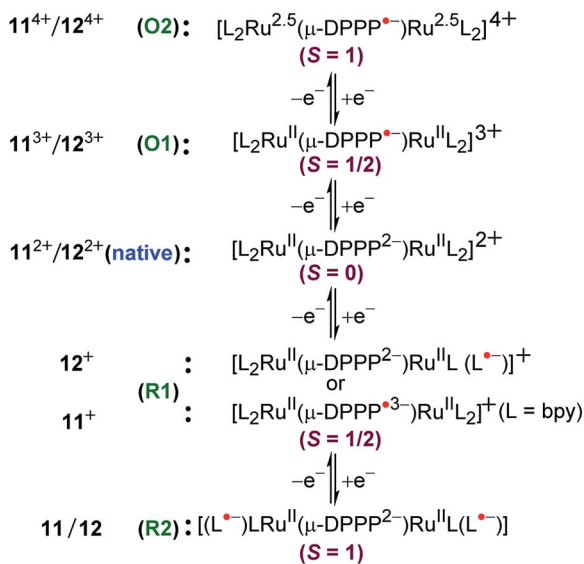 11⁴⁺/12⁴⁺ (O2): [L₂Ru²·⁵(μ-DPPP•⁻)Ru²·⁵L₂]⁴⁺
(S = 1)
−e⁻ +e⁻
11³⁺/12³⁺ (O1): [L₂Ruᴵᴵ(μ-DPPP•⁻)RuᴵᴵL₂]³⁺
(S = 1/2)
−e⁻ +e⁻
11²⁺/12²⁺(native): [L₂Ruᴵᴵ(μ-DPPP²⁻)RuᴵᴵL₂]²⁺
(S = 0)
−e⁻ +e⁻
12⁺ : [L₂Ruᴵᴵ(μ-DPPP²⁻)RuᴵᴵL (L•⁻)]⁺
(R1) or
11⁺ : [L₂Ruᴵᴵ(μ-DPPP•³⁻)RuᴵᴵL₂]⁺(L = bpy)
(S = 1/2)
−e⁻ +e⁻
11/12 (R2): [(L•⁻)LRuᴵᴵ(μ-DPPP²⁻)RuᴵᴵL(L•⁻)]
(S = 1)